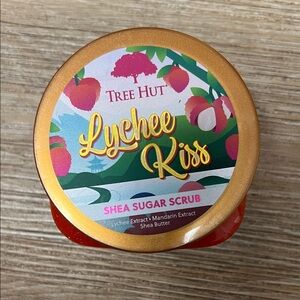 TREE HUT
Lychee
Kiss
SHEA SUGAR SCRUB
Lychee Extract • Mandarin Extract
Shea Butter